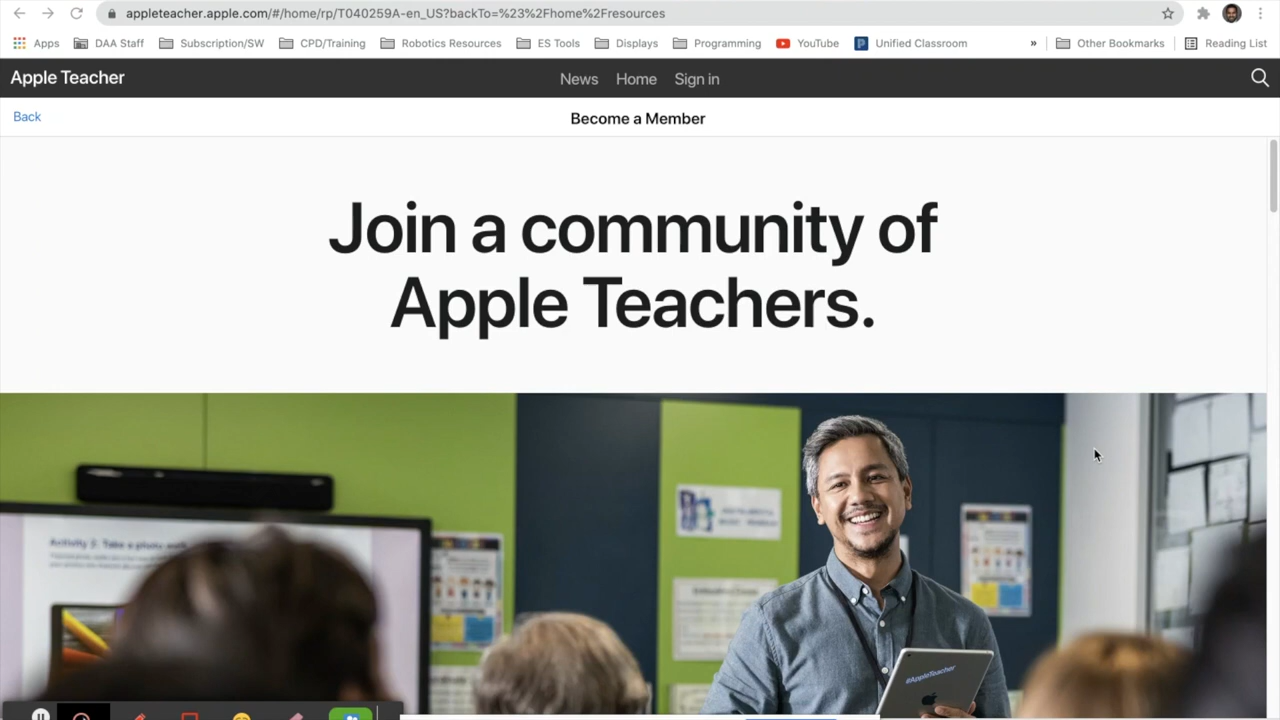 appleteacher.apple.com/#/home/rp/T040259A-en_US?backTo=%23%2Fhome%2Fresources
Apps DAA Staff Subscription/SW CPD/Training Robotics Resources ES Tools Displays Programming YouTube Unified Classroom » Other Bookmarks Reading List
Apple Teacher News Home Sign in
Back Become a Member
Join a community of
Apple Teachers.
Activity 2: Take a photo walk
#AppleTeacher